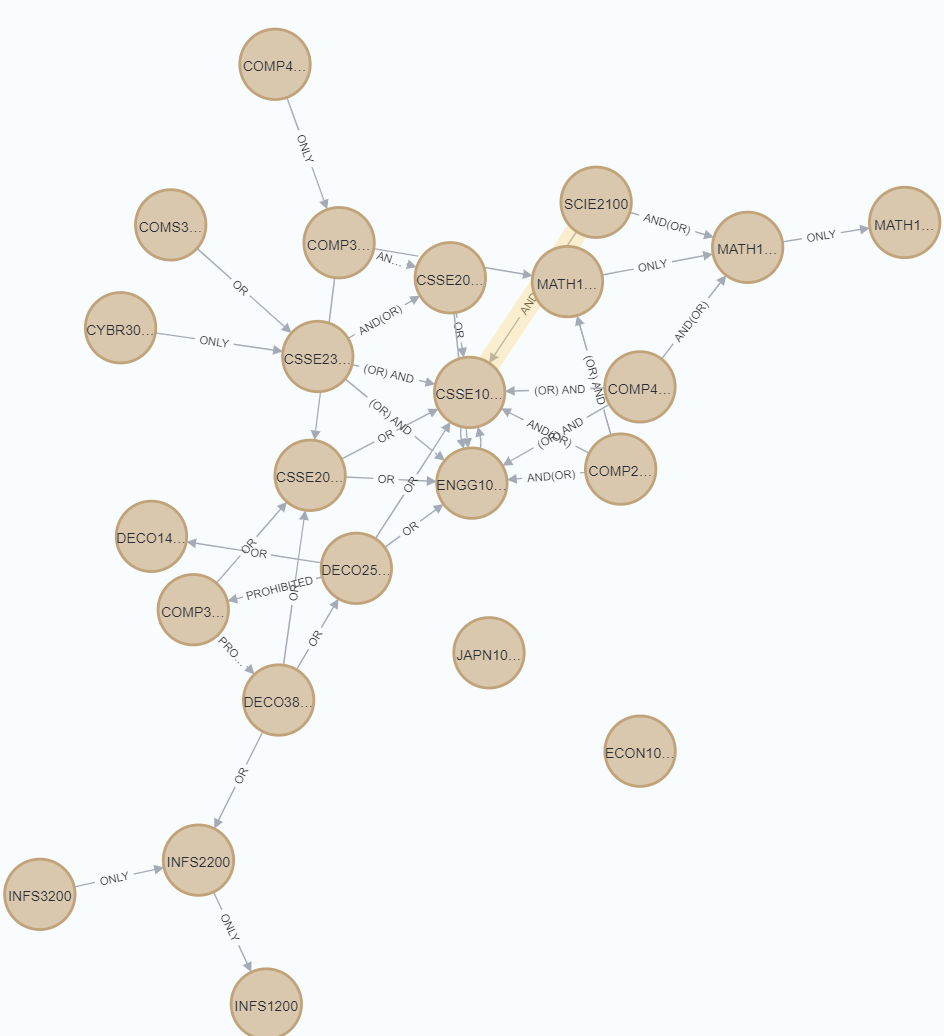 COMP4...
ONLY
SCIE2100
COMS3...
AND(OR)
MATH1...
ONLY
MATH1...
COMP3...
AN...
CSSE20...
ONLY
MATH1...
OR
AND
CYBR30...
ONLY
AND(OR)
OR
AND(OR)
CSSE23...
(OR) AND
(OR) AND
CSSE10...
(OR) AND
COMP4...
(OR) AND
OR
AND(OR)
(OR) AND
CSSE20...
OR
OR
ENGG10...
AND(OR)
COMP2...
DECO14...
OR
OR
OR
DECO25...
PROHIBITED
OR
COMP3...
PRO...
OR
JAPN10...
DECO38...
ECON10...
OR
INFS2200
ONLY
INFS3200
ONLY
INFS1200